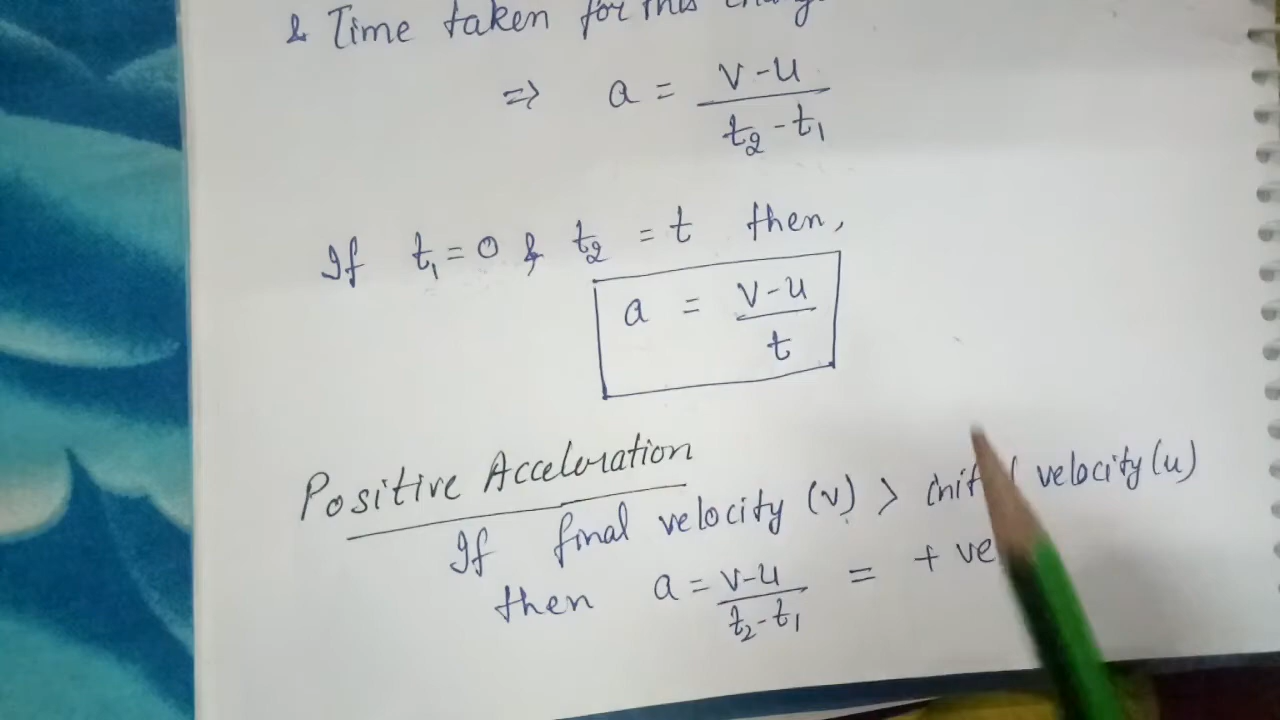 & Time taken for this
⇒ a = v-u / t₂-t₁
If t₁ = 0 & t₂ = t then,
a = v-u / t
Positive Acceleration
If final velocity (v) > velocity (u)
then a = v-u / t₂-t₁ = + ve